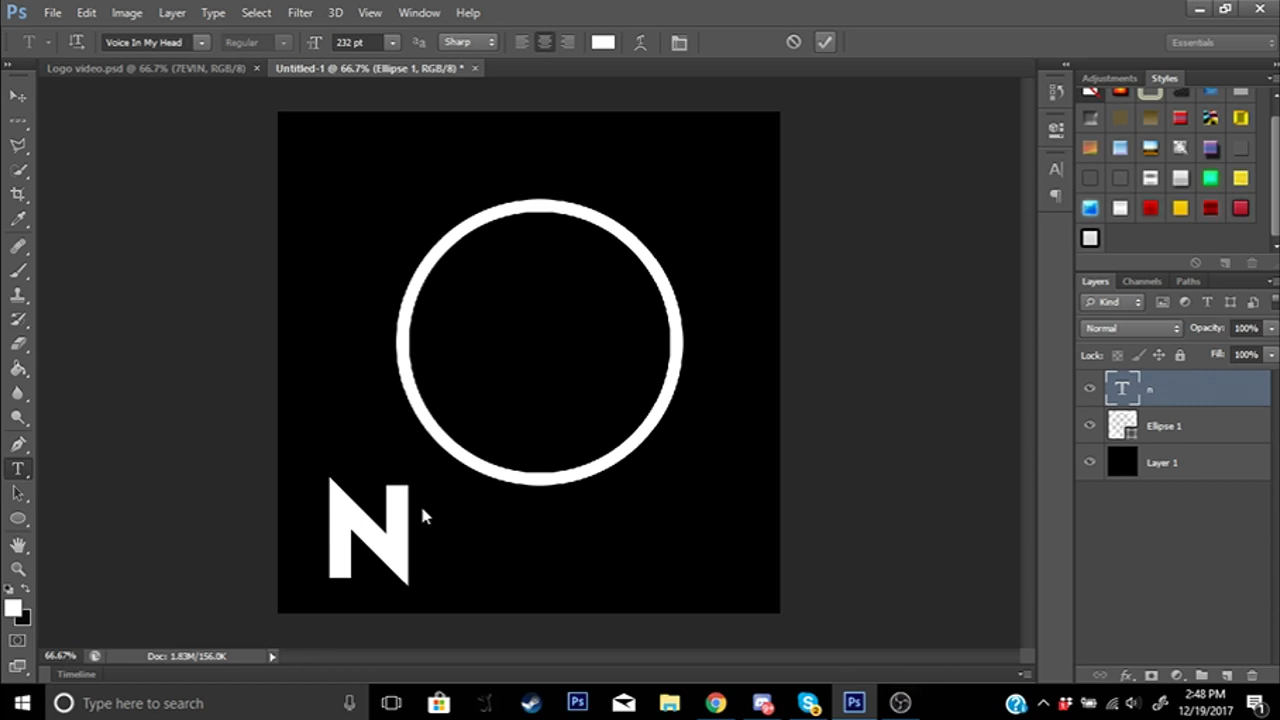 Ps File Edit Image Layer Type Select Filter 3D View Window Help
T Voice In My Head Regular 232 pt aa Sharp Essentials
Logo video.psd @ 66.7% (7EVIN, RGB/8) × Untitled-1 @ 66.7% (Ellipse 1, RGB/8) * ×
Adjustments Styles
Layers Channels Paths
Kind
Normal Opacity: 100%
Lock: Fill: 100%
T n
Ellipse 1
Layer 1
N
66.67% Doc: 1.83M/156.0K
Timeline
Type here to search
2:48 PM
12/19/2017